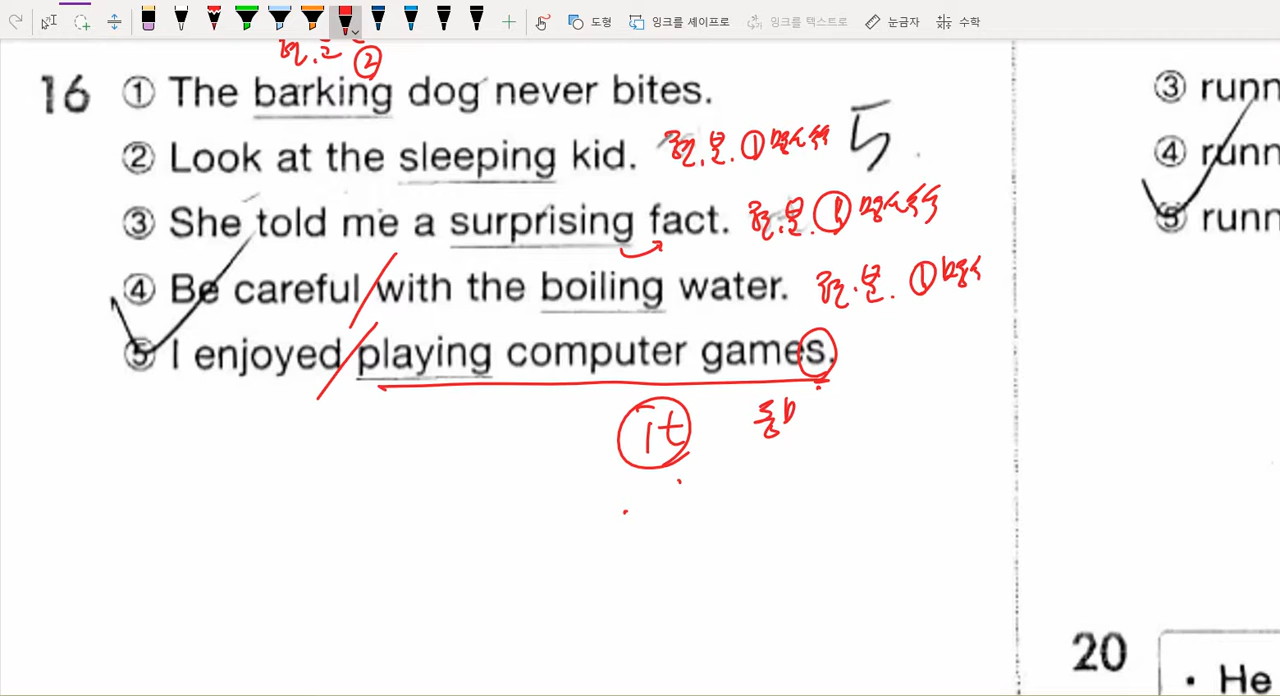 도형 잉크를 셰이프로 잉크를 텍스트로 눈금자 수학
현.분 ②
16 ① The barking dog never bites.
② Look at the sleeping kid. 현.분. ① 명사수식 5
③ She told me a surprising fact. 현.분. ① 명사수식
④ Be careful with the boiling water. 현.분. ① 명사
⑤ I enjoyed playing computer games.
it
③ runn
④ runn
⑤ runn
20
• He